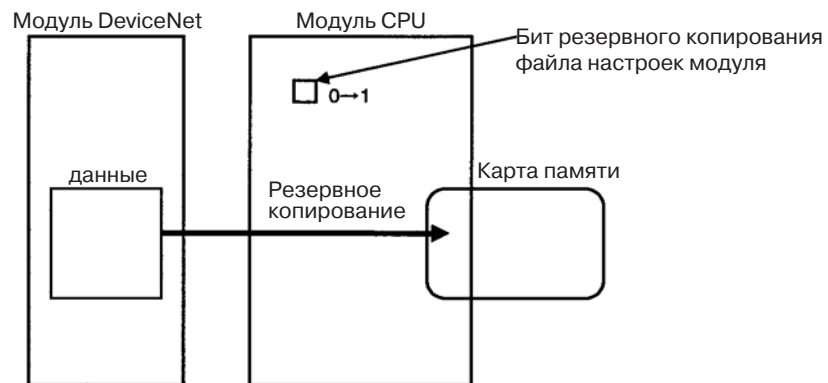 Модуль DeviceNet
Модуль CPU
Бит резервного копирования
файла настроек модуля
0→1
данные
Резервное
копирование
Карта памяти